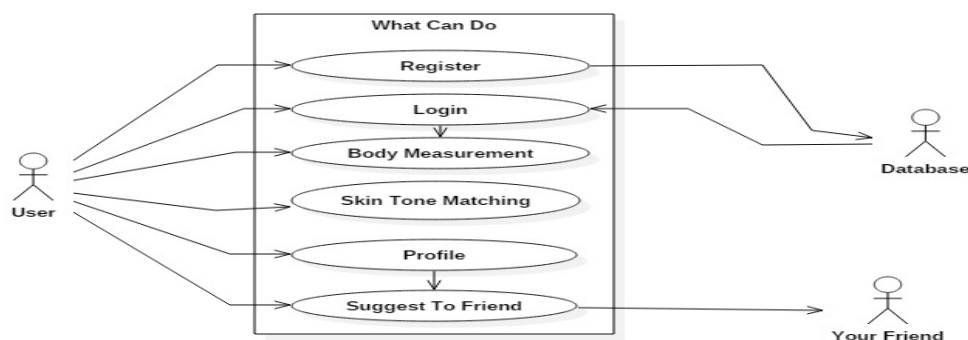 What Can Do
Register
Login
Body Measurement
Skin Tone Matching
Profile
Suggest To Friend
User
Database
Your Friend